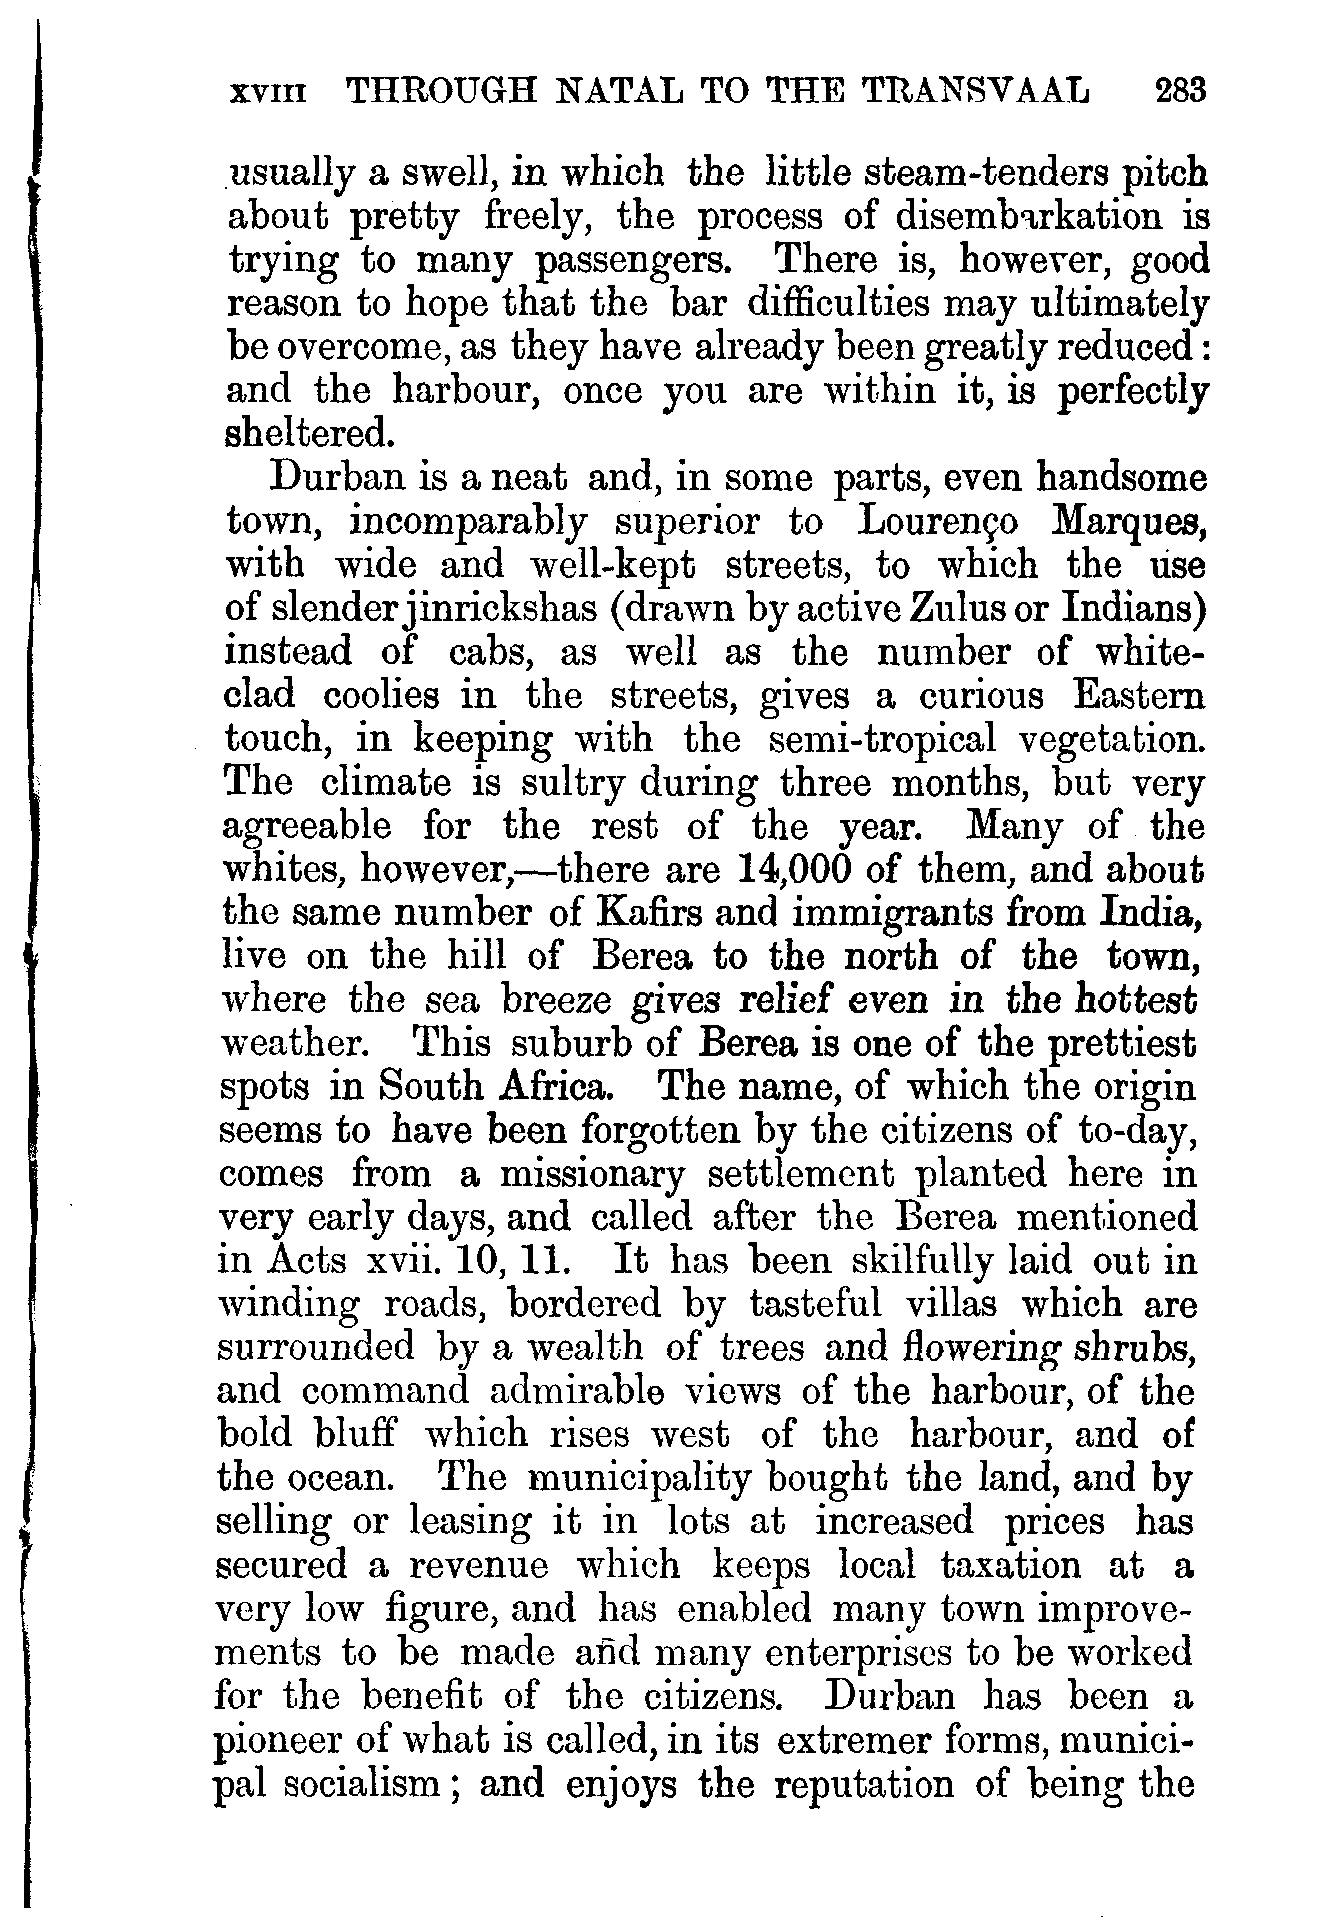 xviii THROUGH NATAL TO THE TRANSVAAL 283
usually a swell, in which the little steam-tenders pitch
about pretty freely, the process of disembarkation is
trying to many passengers. There is, however, good
reason to hope that the bar difficulties may ultimately
be overcome, as they have already been greatly reduced:
and the harbour, once you are within it, is perfectly
sheltered.
Durban is a neat and, in some parts, even handsome
town, incomparably superior to Lourenço Marques,
with wide and well-kept streets, to which the use
of slender jinrickshas (drawn by active Zulus or Indians)
instead of cabs, as well as the number of white-
clad coolies in the streets, gives a curious Eastern
touch, in keeping with the semi-tropical vegetation.
The climate is sultry during three months, but very
agreeable for the rest of the year. Many of the
whites, however,—there are 14,000 of them, and about
the same number of Kafirs and immigrants from India,
live on the hill of Berea to the north of the town,
where the sea breeze gives relief even in the hottest
weather. This suburb of Berea is one of the prettiest
spots in South Africa. The name, of which the origin
seems to have been forgotten by the citizens of to-day,
comes from a missionary settlement planted here in
very early days, and called after the Berea mentioned
in Acts xvii. 10, 11. It has been skilfully laid out in
winding roads, bordered by tasteful villas which are
surrounded by a wealth of trees and flowering shrubs,
and command admirable views of the harbour, of the
bold bluff which rises west of the harbour, and of
the ocean. The municipality bought the land, and by
selling or leasing it in lots at increased prices has
secured a revenue which keeps local taxation at a
very low figure, and has enabled many town improve-
ments to be made and many enterprises to be worked
for the benefit of the citizens. Durban has been a
pioneer of what is called, in its extremer forms, munici-
pal socialism; and enjoys the reputation of being the